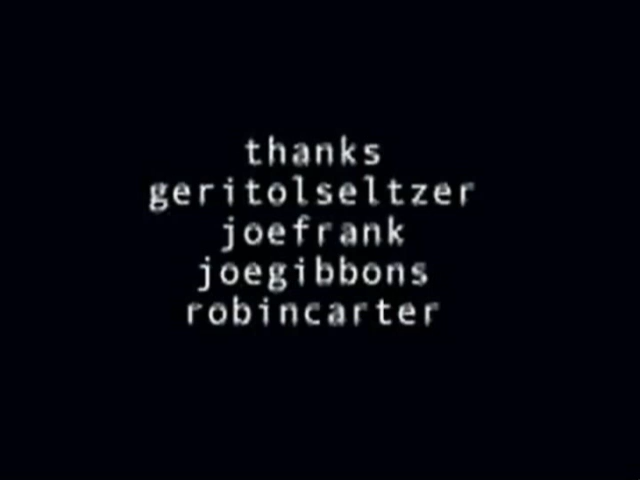 thanks
geritolseltzer
joefrank
joegibbons
robincarter